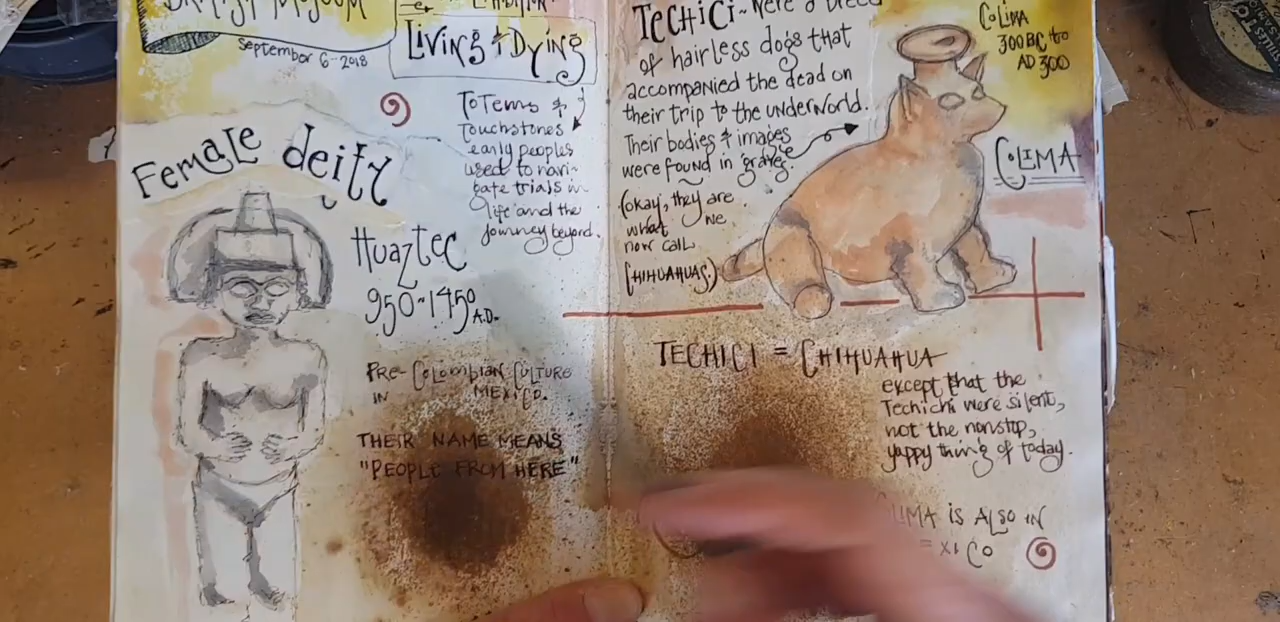 BRITISH MUSEUM
September 6-2018
LIVING & DYING
Female deity
ToTems &
Touchstones
early peoples
used to navi-
gate trials in
life and the
journey beyond.
Huaztec
950-1450
A.D.
PRE-COLOMBIAN CULTURE
IN MEXICO.
THEIR NAME MEANS
"PEOPLE FROM HERE"
TECHICI- were a breed
of hairless dogs that
accompanied the dead on
their trip to the underworld.
Their bodies & images
were found in graves.
(okay, they are
what we
now call
CHIHUAHUAS.)
COLIMA
300 BC to
AD 300
COLIMA
TECHICI = CHIHUAHUA
except that the
Techichi were silent,
not the nonstop,
yappy thing of today.
IS ALSO IN